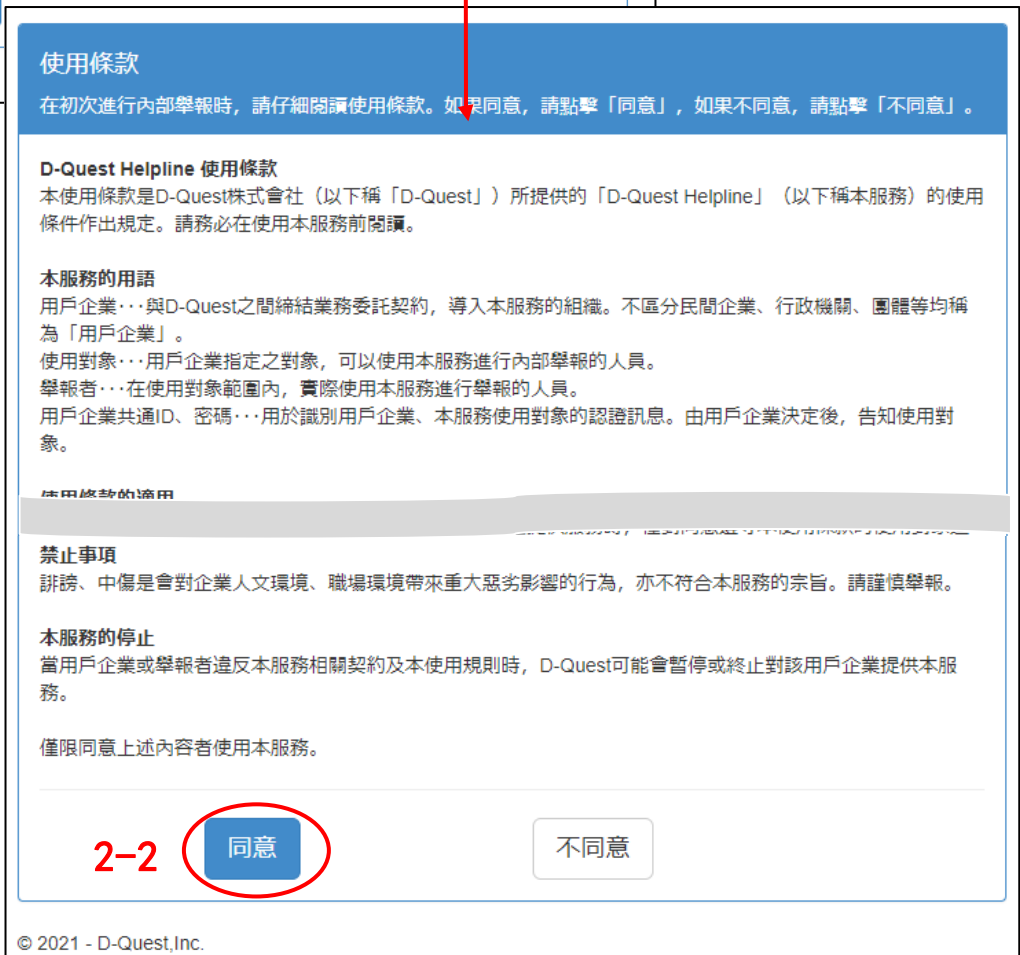 使用條款
在初次進行內部舉報時，請仔細閱讀使用條款。如果同意，請點擊「同意」，如果不同意，請點擊「不同意」。
D-Quest Helpline 使用條款
本使用條款是D-Quest株式會社（以下稱「D-Quest」）所提供的「D-Quest Helpline」（以下稱本服務）的使用
條件作出規定。請務必在使用本服務前閱讀。
本服務的用語
用戶企業･･･與D-Quest之間締結業務委託契約，導入本服務的組織。不區分民間企業、行政機關、團體等均稱
為「用戶企業」。
使用對象･･･用戶企業指定之對象，可以使用本服務進行內部舉報的人員。
舉報者･･･在使用對象範圍內，實際使用本服務進行舉報的人員。
用戶企業共通ID、密碼･･･用於識別用戶企業、本服務使用對象的認證訊息。由用戶企業決定後，告知使用對
象。
使用條款的適用
禁止事項
誹謗、中傷是會對企業人文環境、職場環境帶來重大惡劣影響的行為，亦不符合本服務的宗旨。請謹慎舉報。
本服務的停止
當用戶企業或舉報者違反本服務相關契約及本使用規則時，D-Quest可能會暫停或終止對該用戶企業提供本服
務。
僅限同意上述內容者使用本服務。
2-2 同意 不同意
© 2021 - D-Quest,Inc.